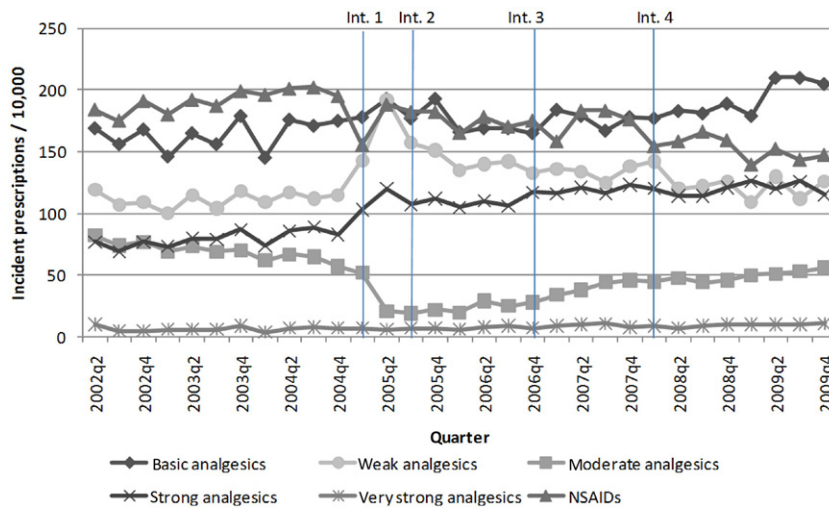 Int. 1 Int. 2 Int. 3 Int. 4
250
200
150
100
50
0
Incident prescriptions / 10,000
2002q2 2002q4 2003q2 2003q4 2004q2 2004q4 2005q2 2005q4 2006q2 2006q4 2007q2 2007q4 2008q2 2008q4 2009q2 2009q4
Quarter
Basic analgesics Weak analgesics Moderate analgesics
Strong analgesics Very strong analgesics NSAIDs